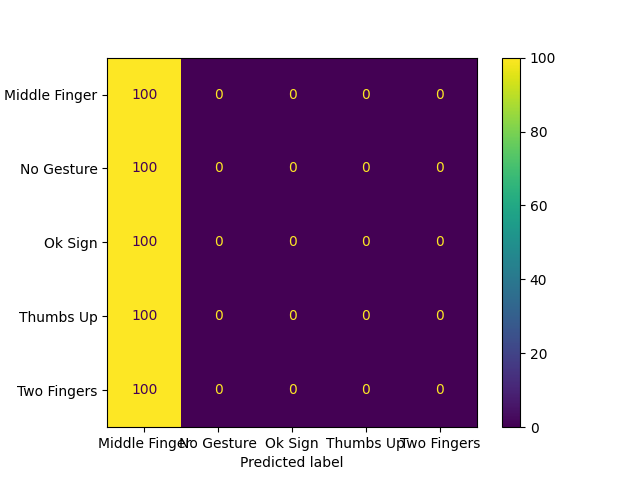 Middle Finger 100 0 0 0 0
No Gesture 100 0 0 0 0
Ok Sign 100 0 0 0 0
Thumbs Up 100 0 0 0 0
Two Fingers 100 0 0 0 0
Middle Finger No Gesture Ok Sign Thumbs Up Two Fingers
Predicted label
100
80
60
40
20
0